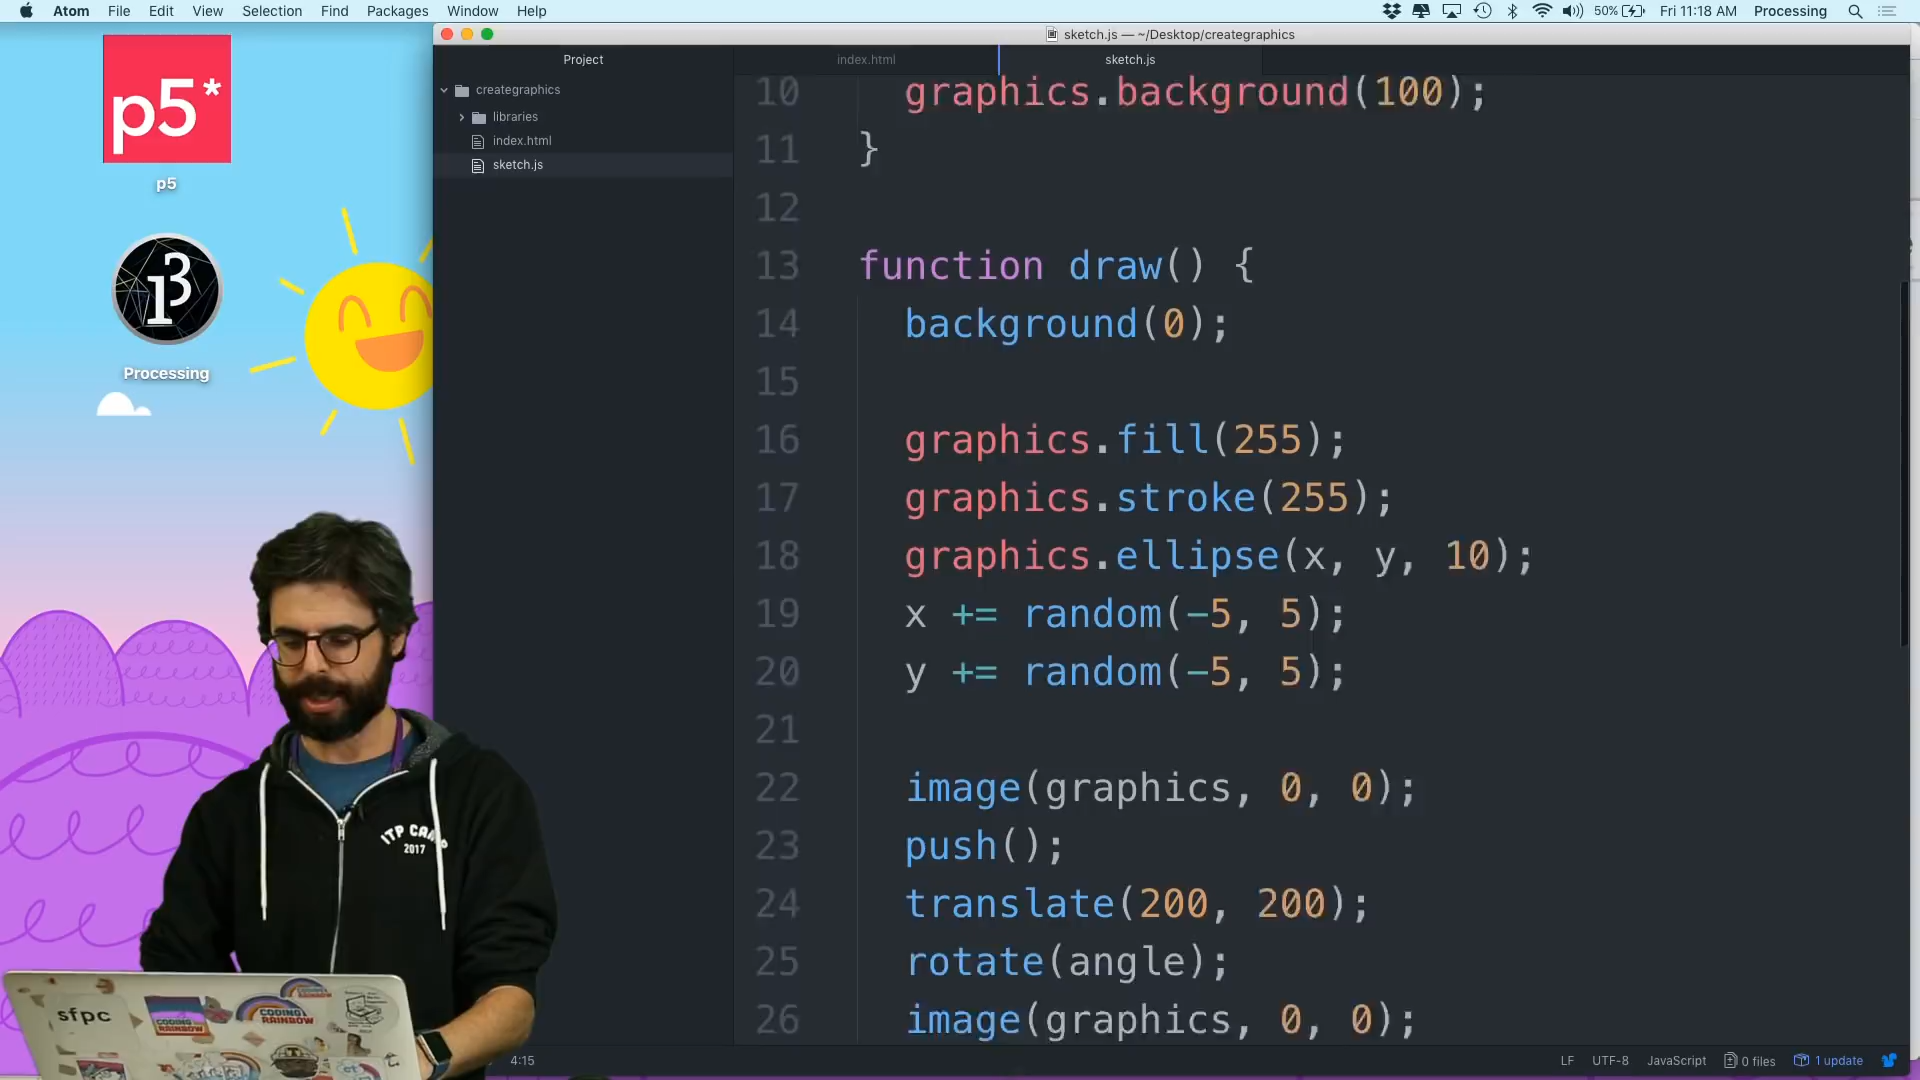 Atom File Edit View Selection Find Packages Window Help
50% Fri 11:18 AM Processing
sketch.js — ~/Desktop/creategraphics
Project
index.html
sketch.js
creategraphics
libraries
index.html
sketch.js
p5*
p5
Processing
10 graphics.background(100);
11 }
12
13 function draw() {
14 background(0);
15
16 graphics.fill(255);
17 graphics.stroke(255);
18 graphics.ellipse(x, y, 10);
19 x += random(-5, 5);
20 y += random(-5, 5);
21
22 image(graphics, 0, 0);
23 push();
24 translate(200, 200);
25 rotate(angle);
26 image(graphics, 0, 0);
4:15
LF UTF-8 JavaScript 0 files 1 update
ITP CAMP
2017
sfpc
CODING
RAINBOW
CODING
RAINBOW